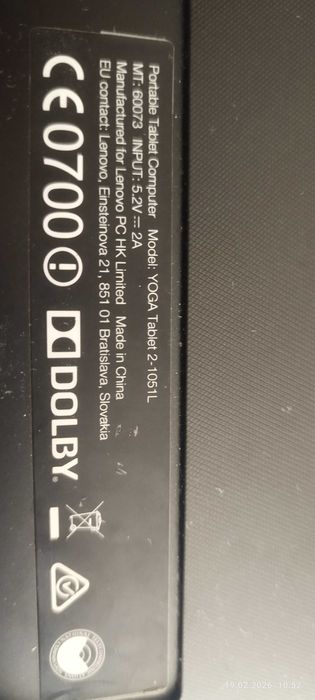 Portable Tablet Computer Model: YOGA Tablet 2-1051L
MT: 60073 INPUT: 5.2V ⎓ 2A
Manufactured for Lenovo PC HK Limited Made in China
EU contact: Lenovo, Einsteinova 21, 851 01 Bratislava, Slovakia
CE0700 DOLBY.
19.02.2026 10:52